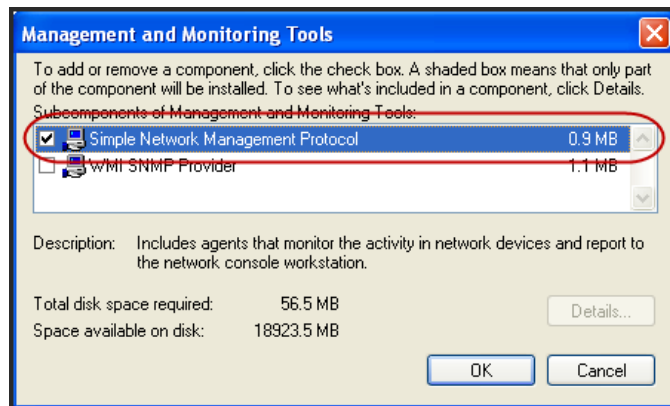 Management and Monitoring Tools
To add or remove a component, click the check box. A shaded box means that only part
of the component will be installed. To see what's included in a component, click Details.
Subcomponents of Management and Monitoring Tools:
Simple Network Management Protocol 0.9 MB
WMI SNMP Provider 1.1 MB
Description: Includes agents that monitor the activity in network devices and report to
the network console workstation.
Total disk space required: 56.5 MB
Details...
Space available on disk: 18923.5 MB
OK Cancel